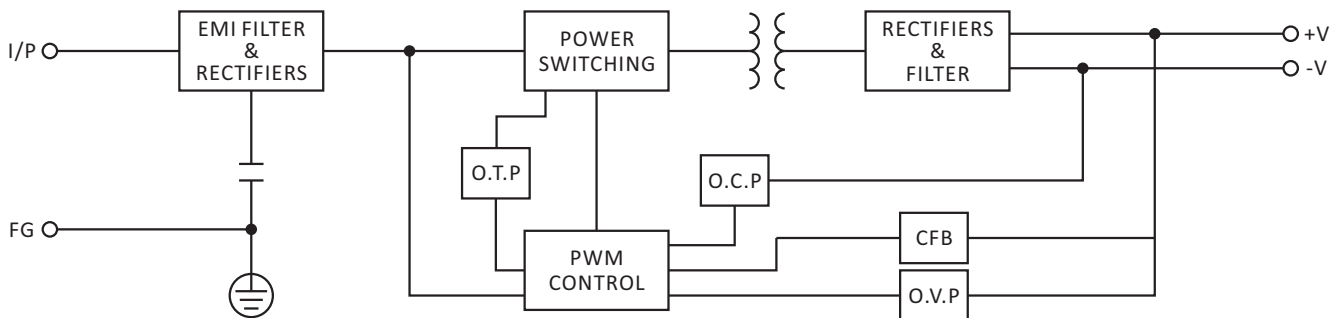 I/P
EMI FILTER
&
RECTIFIERS
POWER
SWITCHING
RECTIFIERS
&
FILTER
+V
-V
O.T.P
O.C.P
FG
PWM
CONTROL
CFB
O.V.P